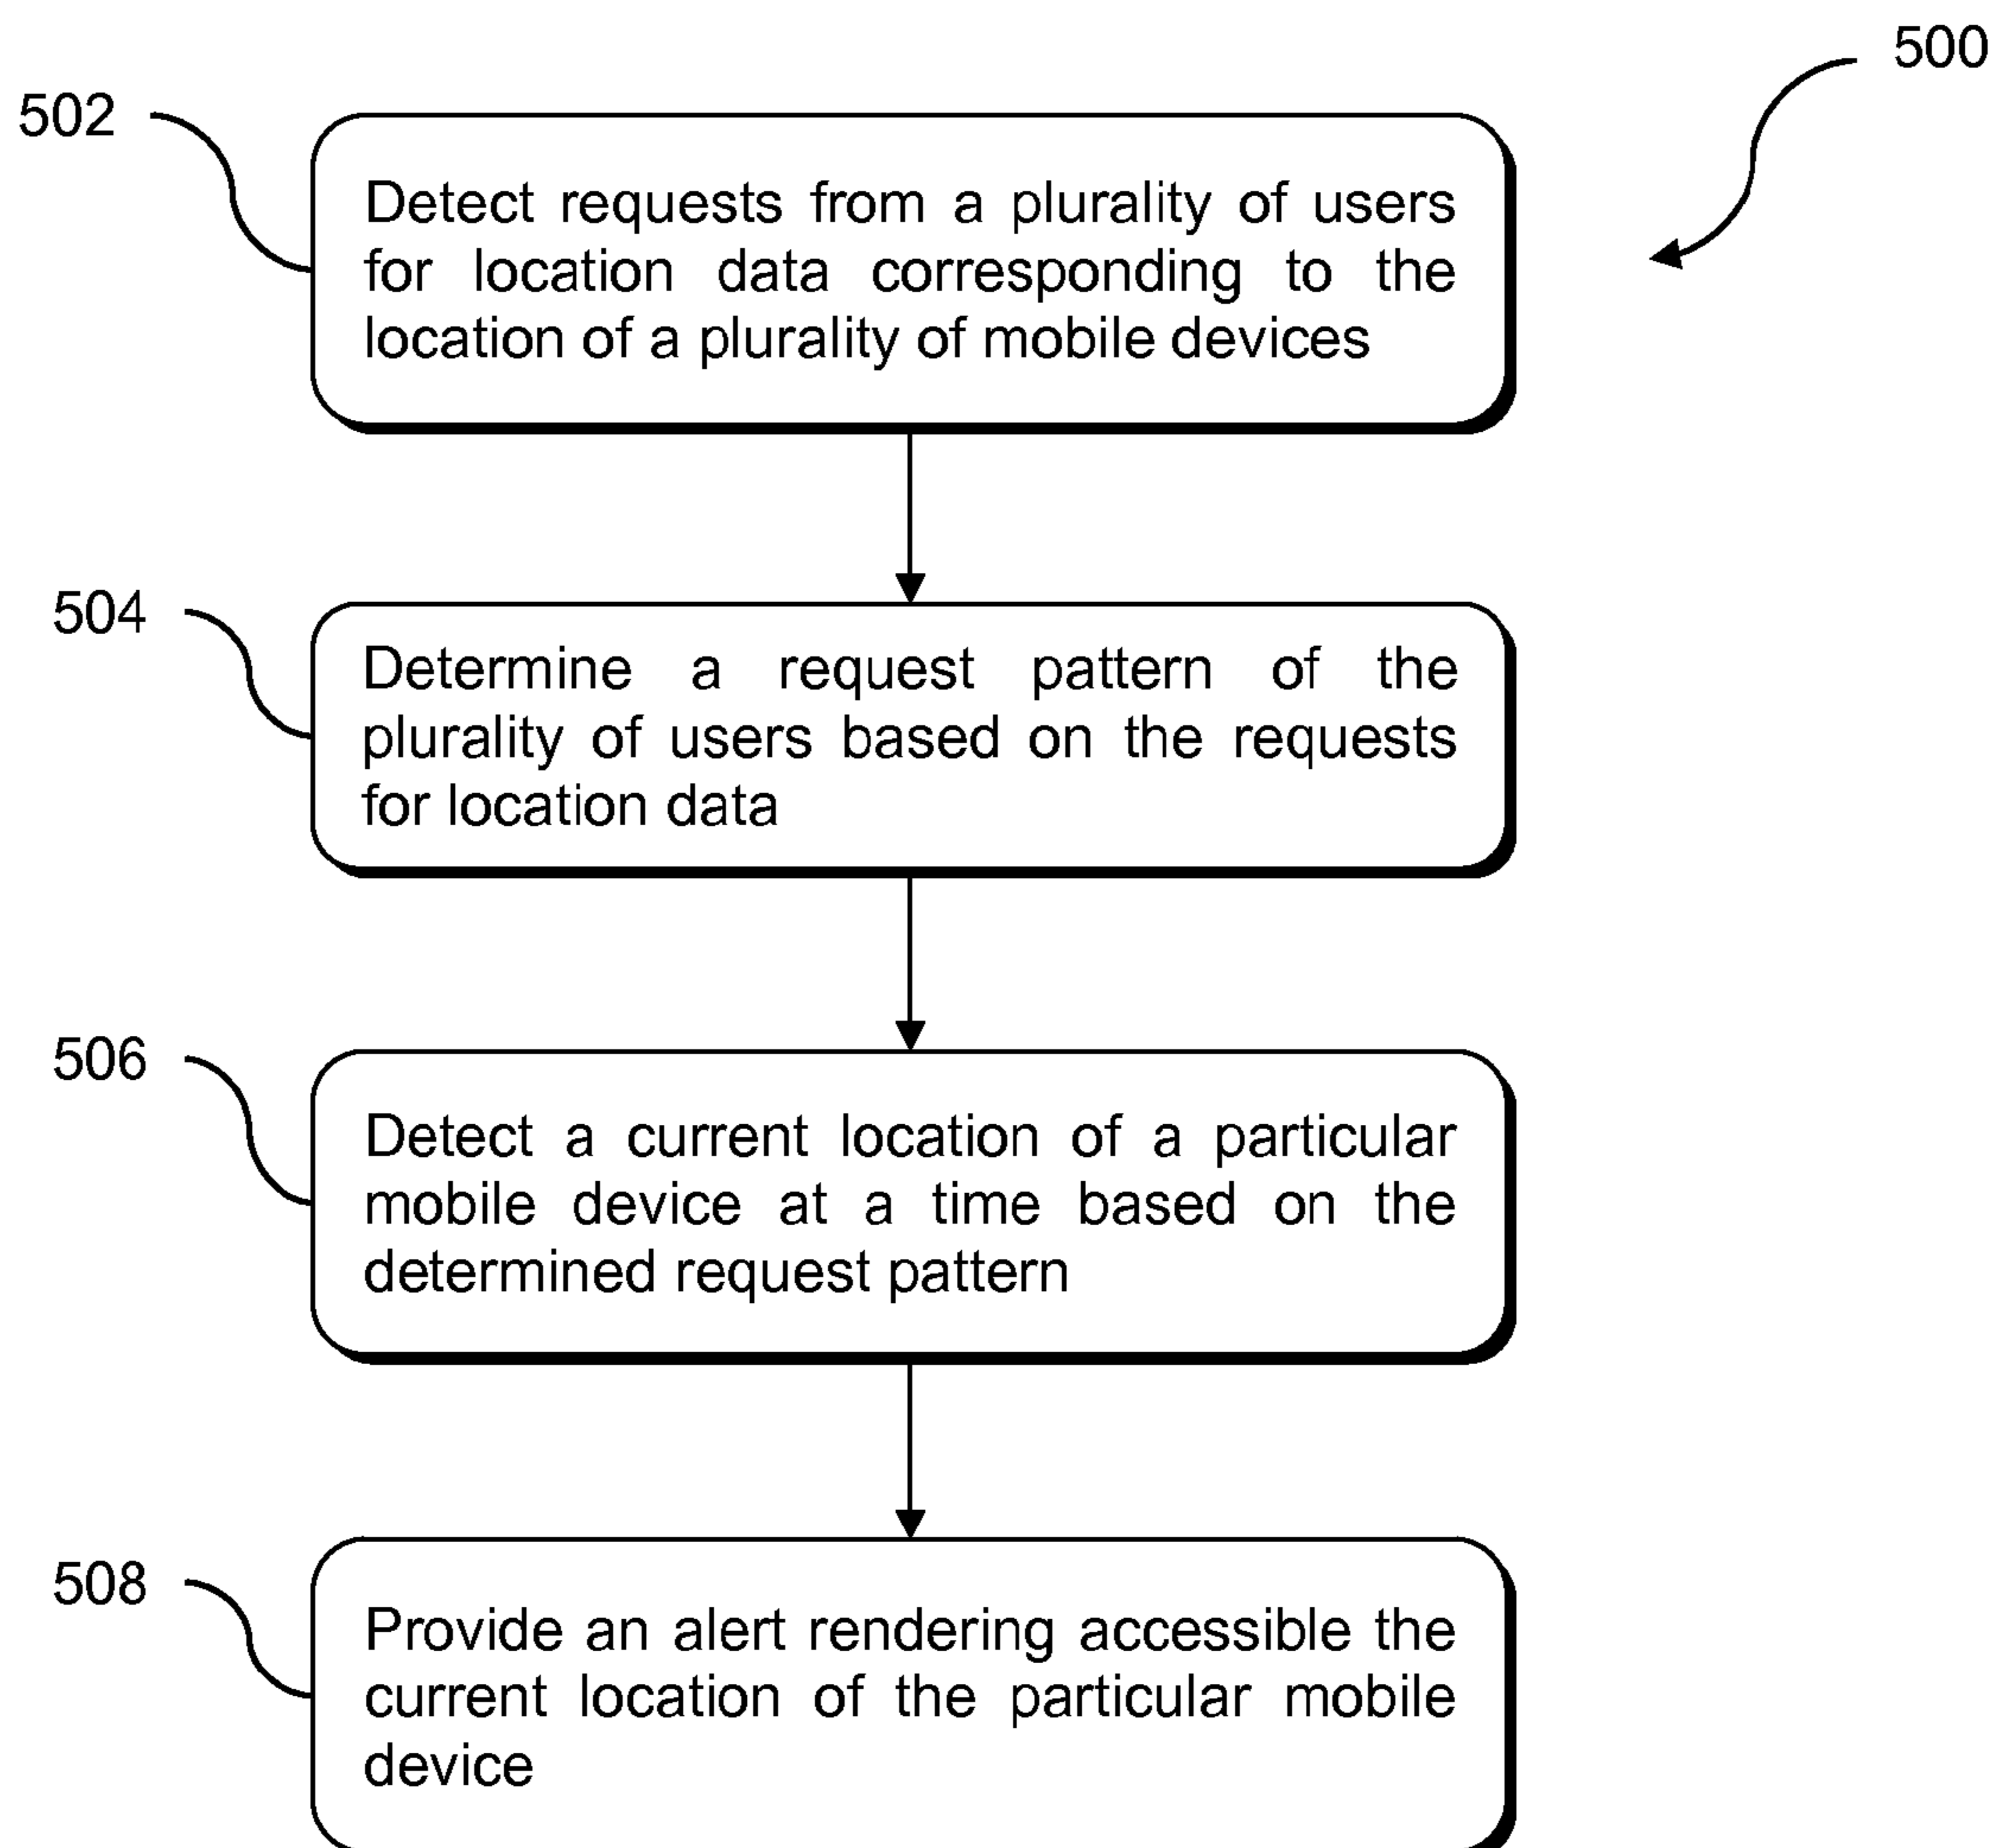 500
502
Detect requests from a plurality of users
for location data corresponding to the
location of a plurality of mobile devices
504
Determine a request pattern of the
plurality of users based on the requests
for location data
506
Detect a current location of a particular
mobile device at a time based on the
determined request pattern
508
Provide an alert rendering accessible the
current location of the particular mobile
device